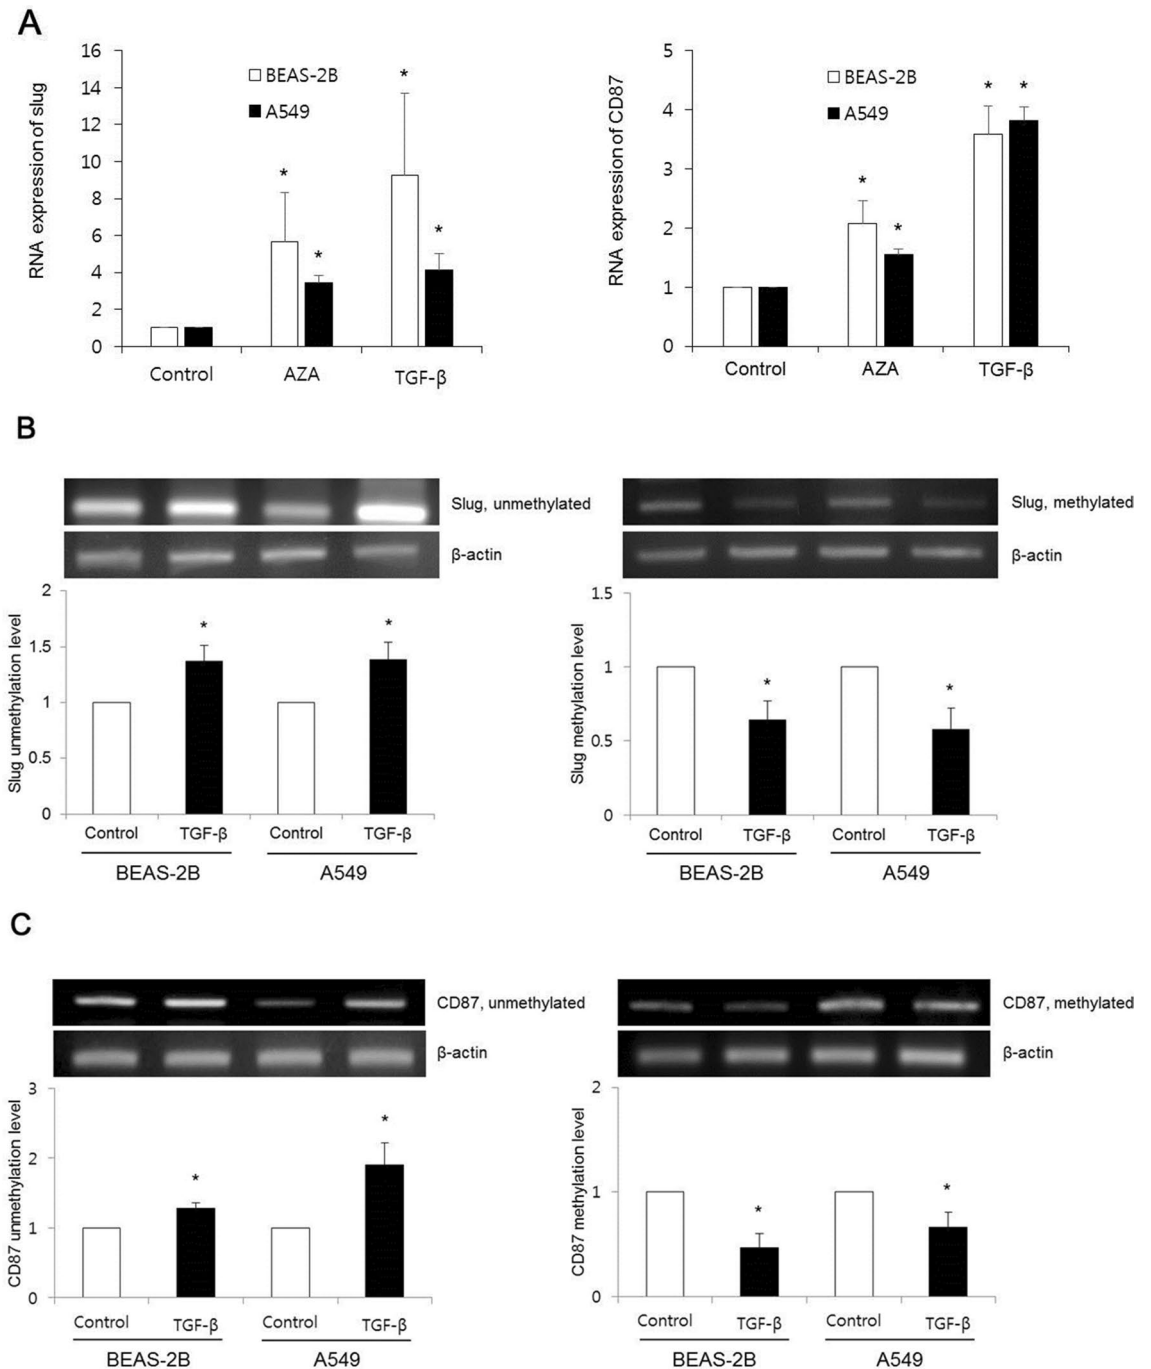 A
RNA expression of slug
16
14
12
10
8
6
4
2
0
BEAS-2B
A549
*
*
*
*
Control
AZA
TGF-β
RNA expression of CD87
5
4
3
2
1
0
BEAS-2B
A549
*
*
*
*
Control
AZA
TGF-β
B
Slug, unmethylated
β-actin
Slug unmethylation level
2
1.5
1
0.5
0
*
*
Control
TGF-β
Control
TGF-β
BEAS-2B
A549
Slug, methylated
β-actin
Slug methylation level
1.5
1
0.5
0
*
*
Control
TGF-β
Control
TGF-β
BEAS-2B
A549
C
CD87, unmethylated
β-actin
CD87 unmethylation level
3
2
1
0
*
*
Control
TGF-β
Control
TGF-β
BEAS-2B
A549
CD87, methylated
β-actin
CD87 methylation level
2
1
0
*
*
Control
TGF-β
Control
TGF-β
BEAS-2B
A549